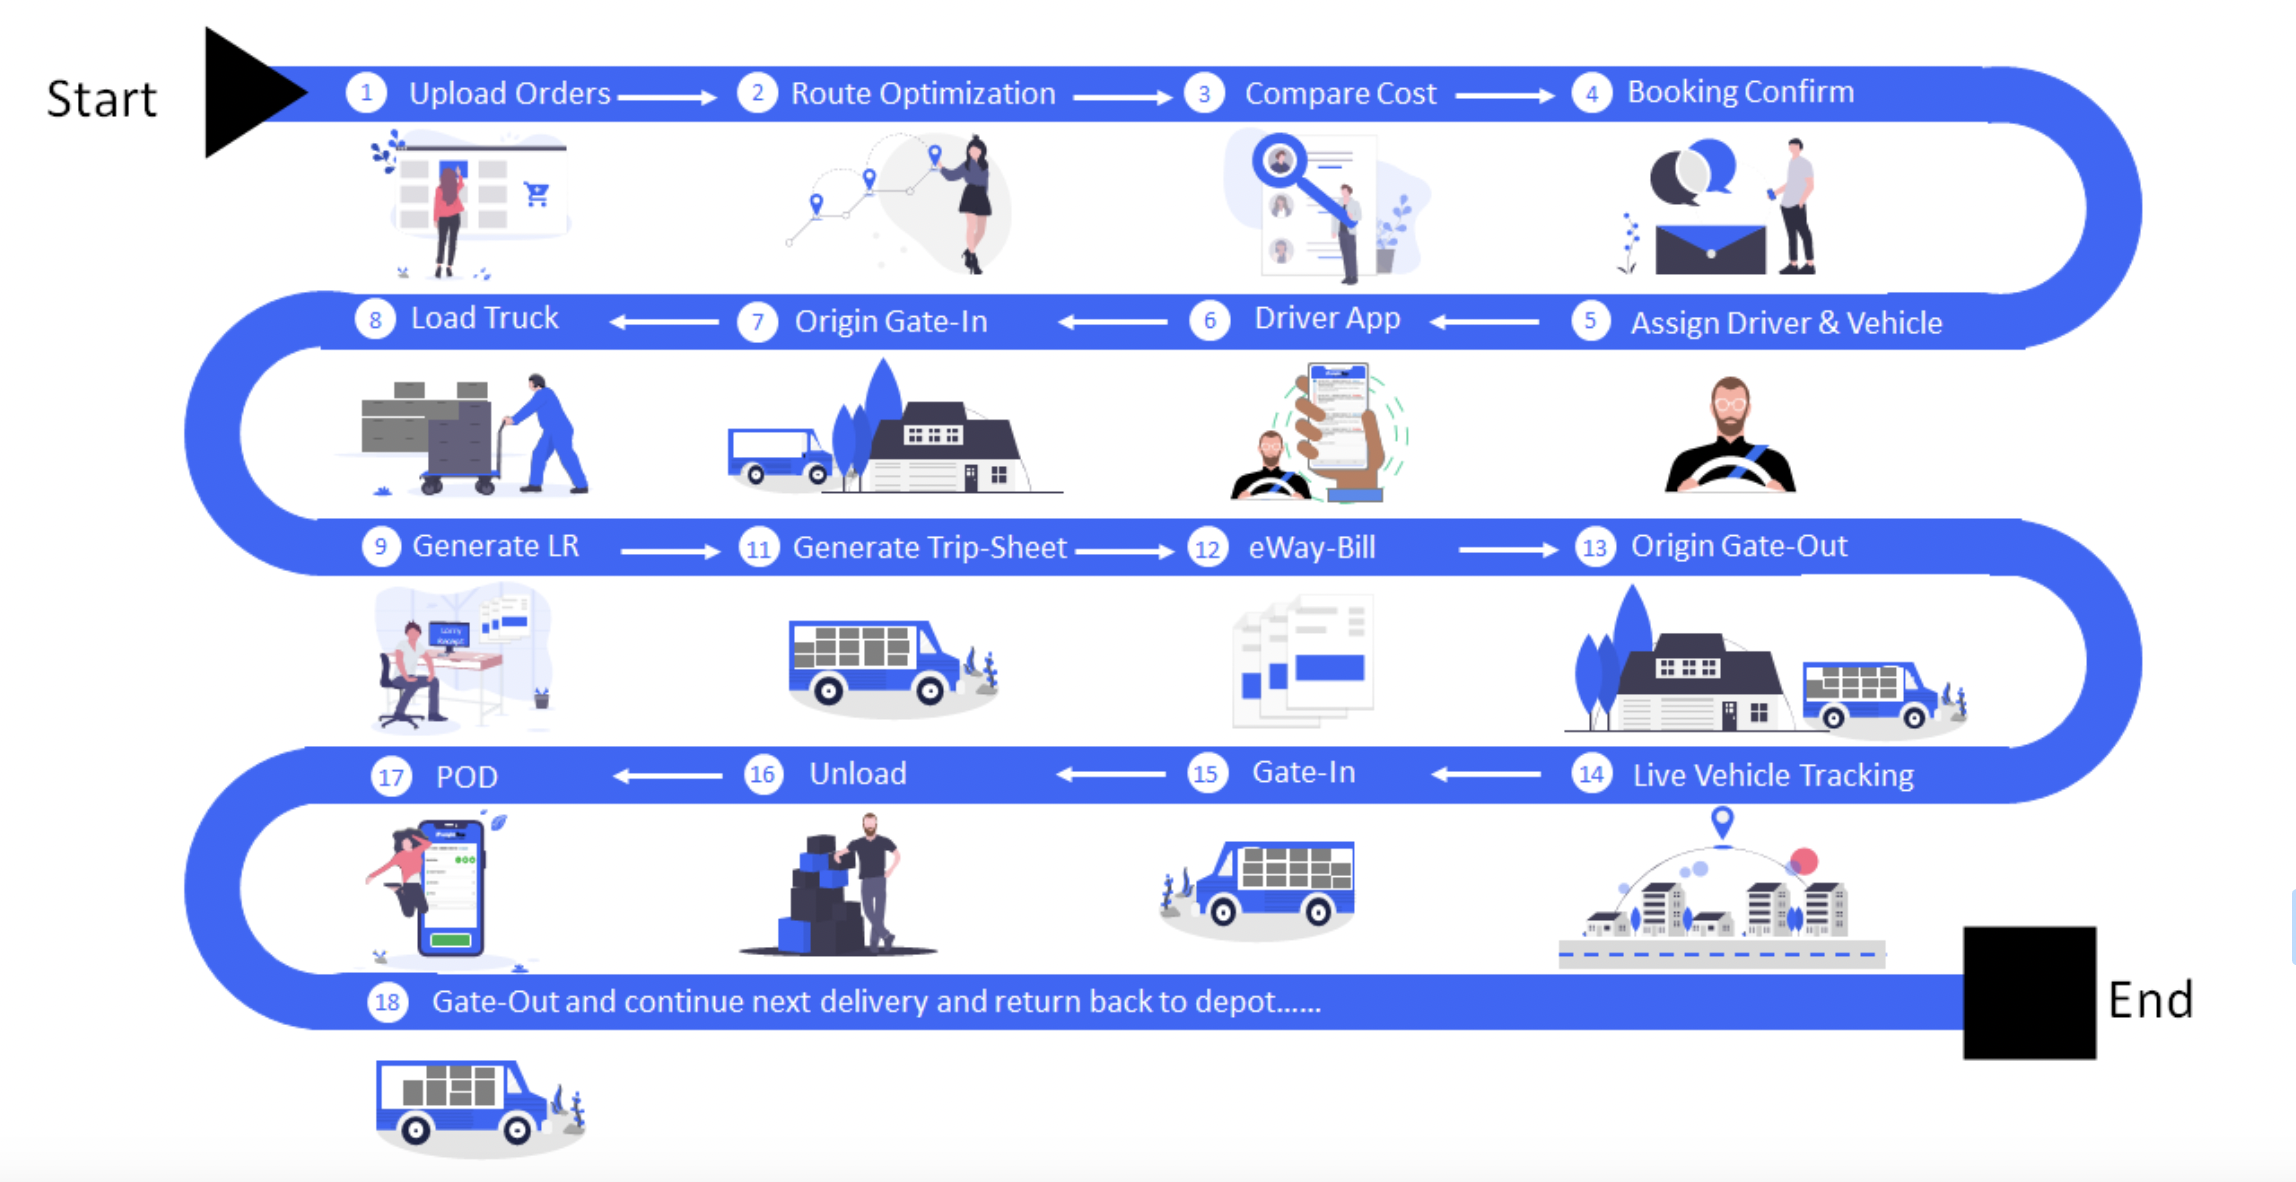 Start
1 Upload Orders
2 Route Optimization
3 Compare Cost
4 Booking Confirm
5 Assign Driver & Vehicle
6 Driver App
7 Origin Gate-In
8 Load Truck
9 Generate LR
11 Generate Trip-Sheet
12 eWay-Bill
13 Origin Gate-Out
Lorry
Receipt
14 Live Vehicle Tracking
15 Gate-In
16 Unload
17 POD
18 Gate-Out and continue next delivery and return back to depot......
End